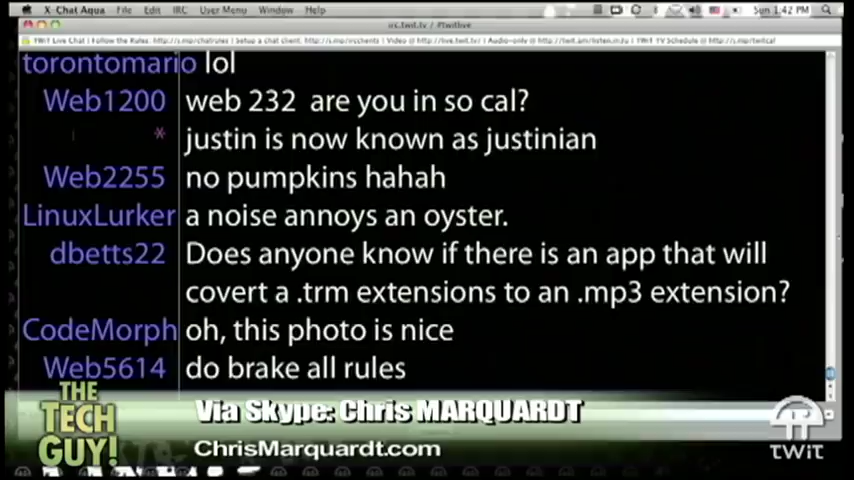 X Chat Aqua File Edit IRC User Menu Window Help Sun 1:42 PM
irc.twit.tv / #twitlive
torontomario lol
Web1200 web 232 are you in so cal?
* justin is now known as justinian
Web2255 no pumpkins hahah
LinuxLurker a noise annoys an oyster.
dbetts22 Does anyone know if there is an app that will
covert a .trm extensions to an .mp3 extension?
CodeMorph oh, this photo is nice
Web5614 do brake all rules
THE
TECH
GUY!
Via Skype: Chris MARQUARDT
ChrisMarquardt.com
TWiT